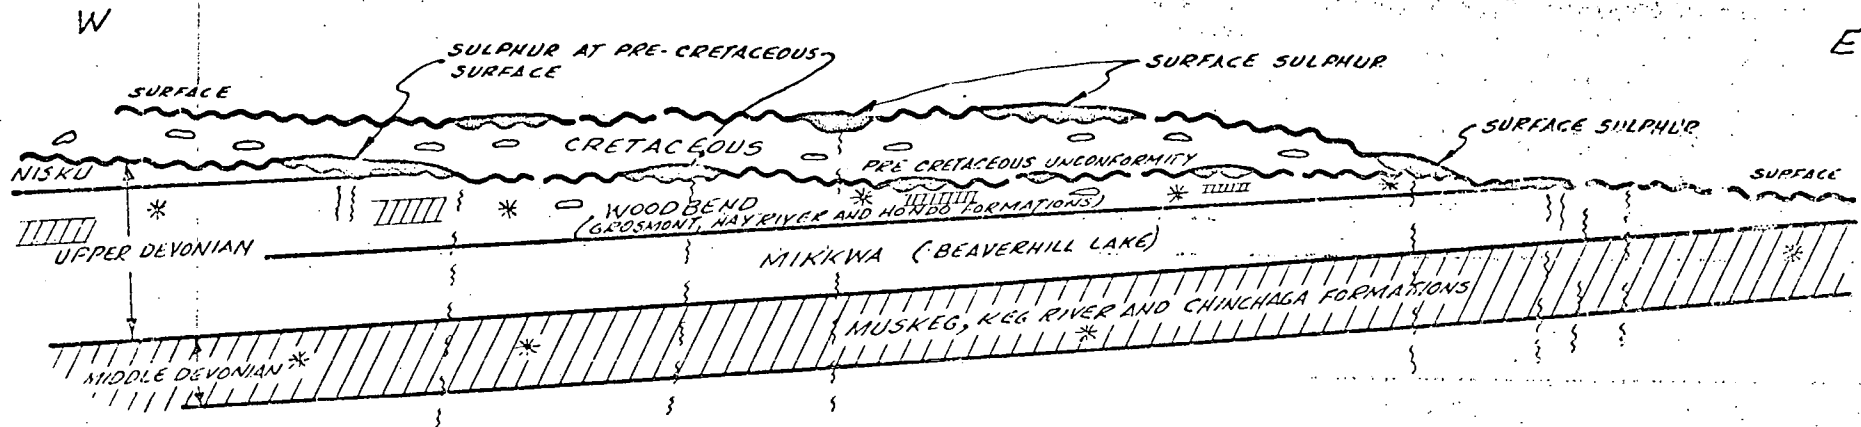 W
E
SULPHUR AT PRE-CRETACEOUS
SURFACE
SURFACE SULPHUR
SURFACE
SURFACE SULPHUR
CRETACEOUS
PRE CRETACEOUS UNCONFORMITY
NISKU
SURFACE
WOODBEND
(GROSMONT, HAY RIVER AND HONDO FORMATIONS)
UPPER DEVONIAN
MIKKWA (BEAVERHILL LAKE)
MUSKEG, KEG RIVER AND CHINCHAGA FORMATIONS
MIDDLE DEVONIAN